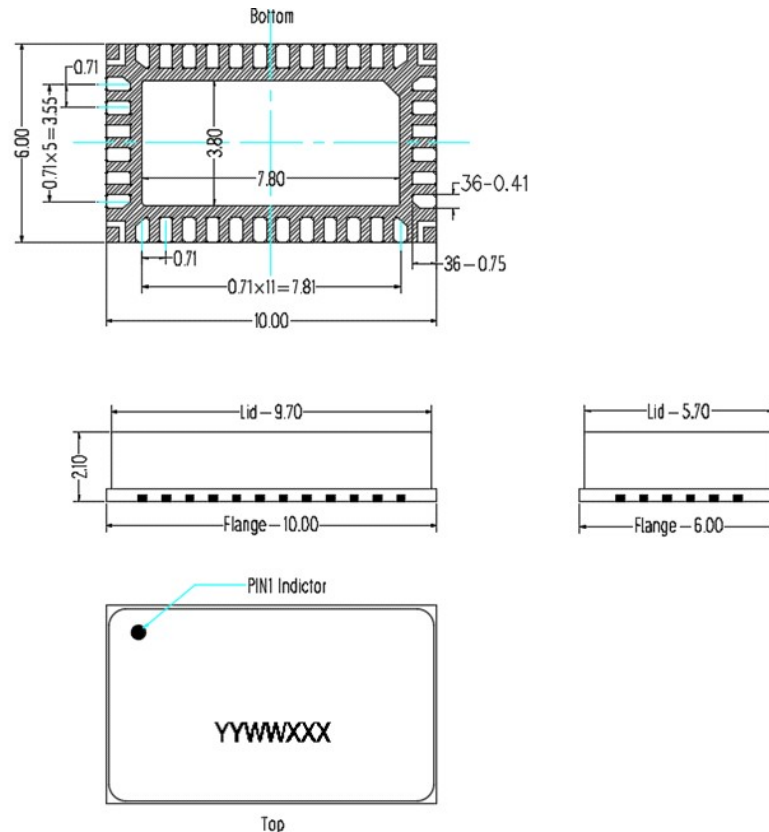 Bottom
0.71
6.00
0.71×5=3.55
3.80
7.80
36-0.41
0.71
36-0.75
0.71×11=7.81
10.00
Lid-9.70
Lid-5.70
2.10
Flange-10.00
Flange-6.00
PIN1 Indictor
YYWWXXX
Top